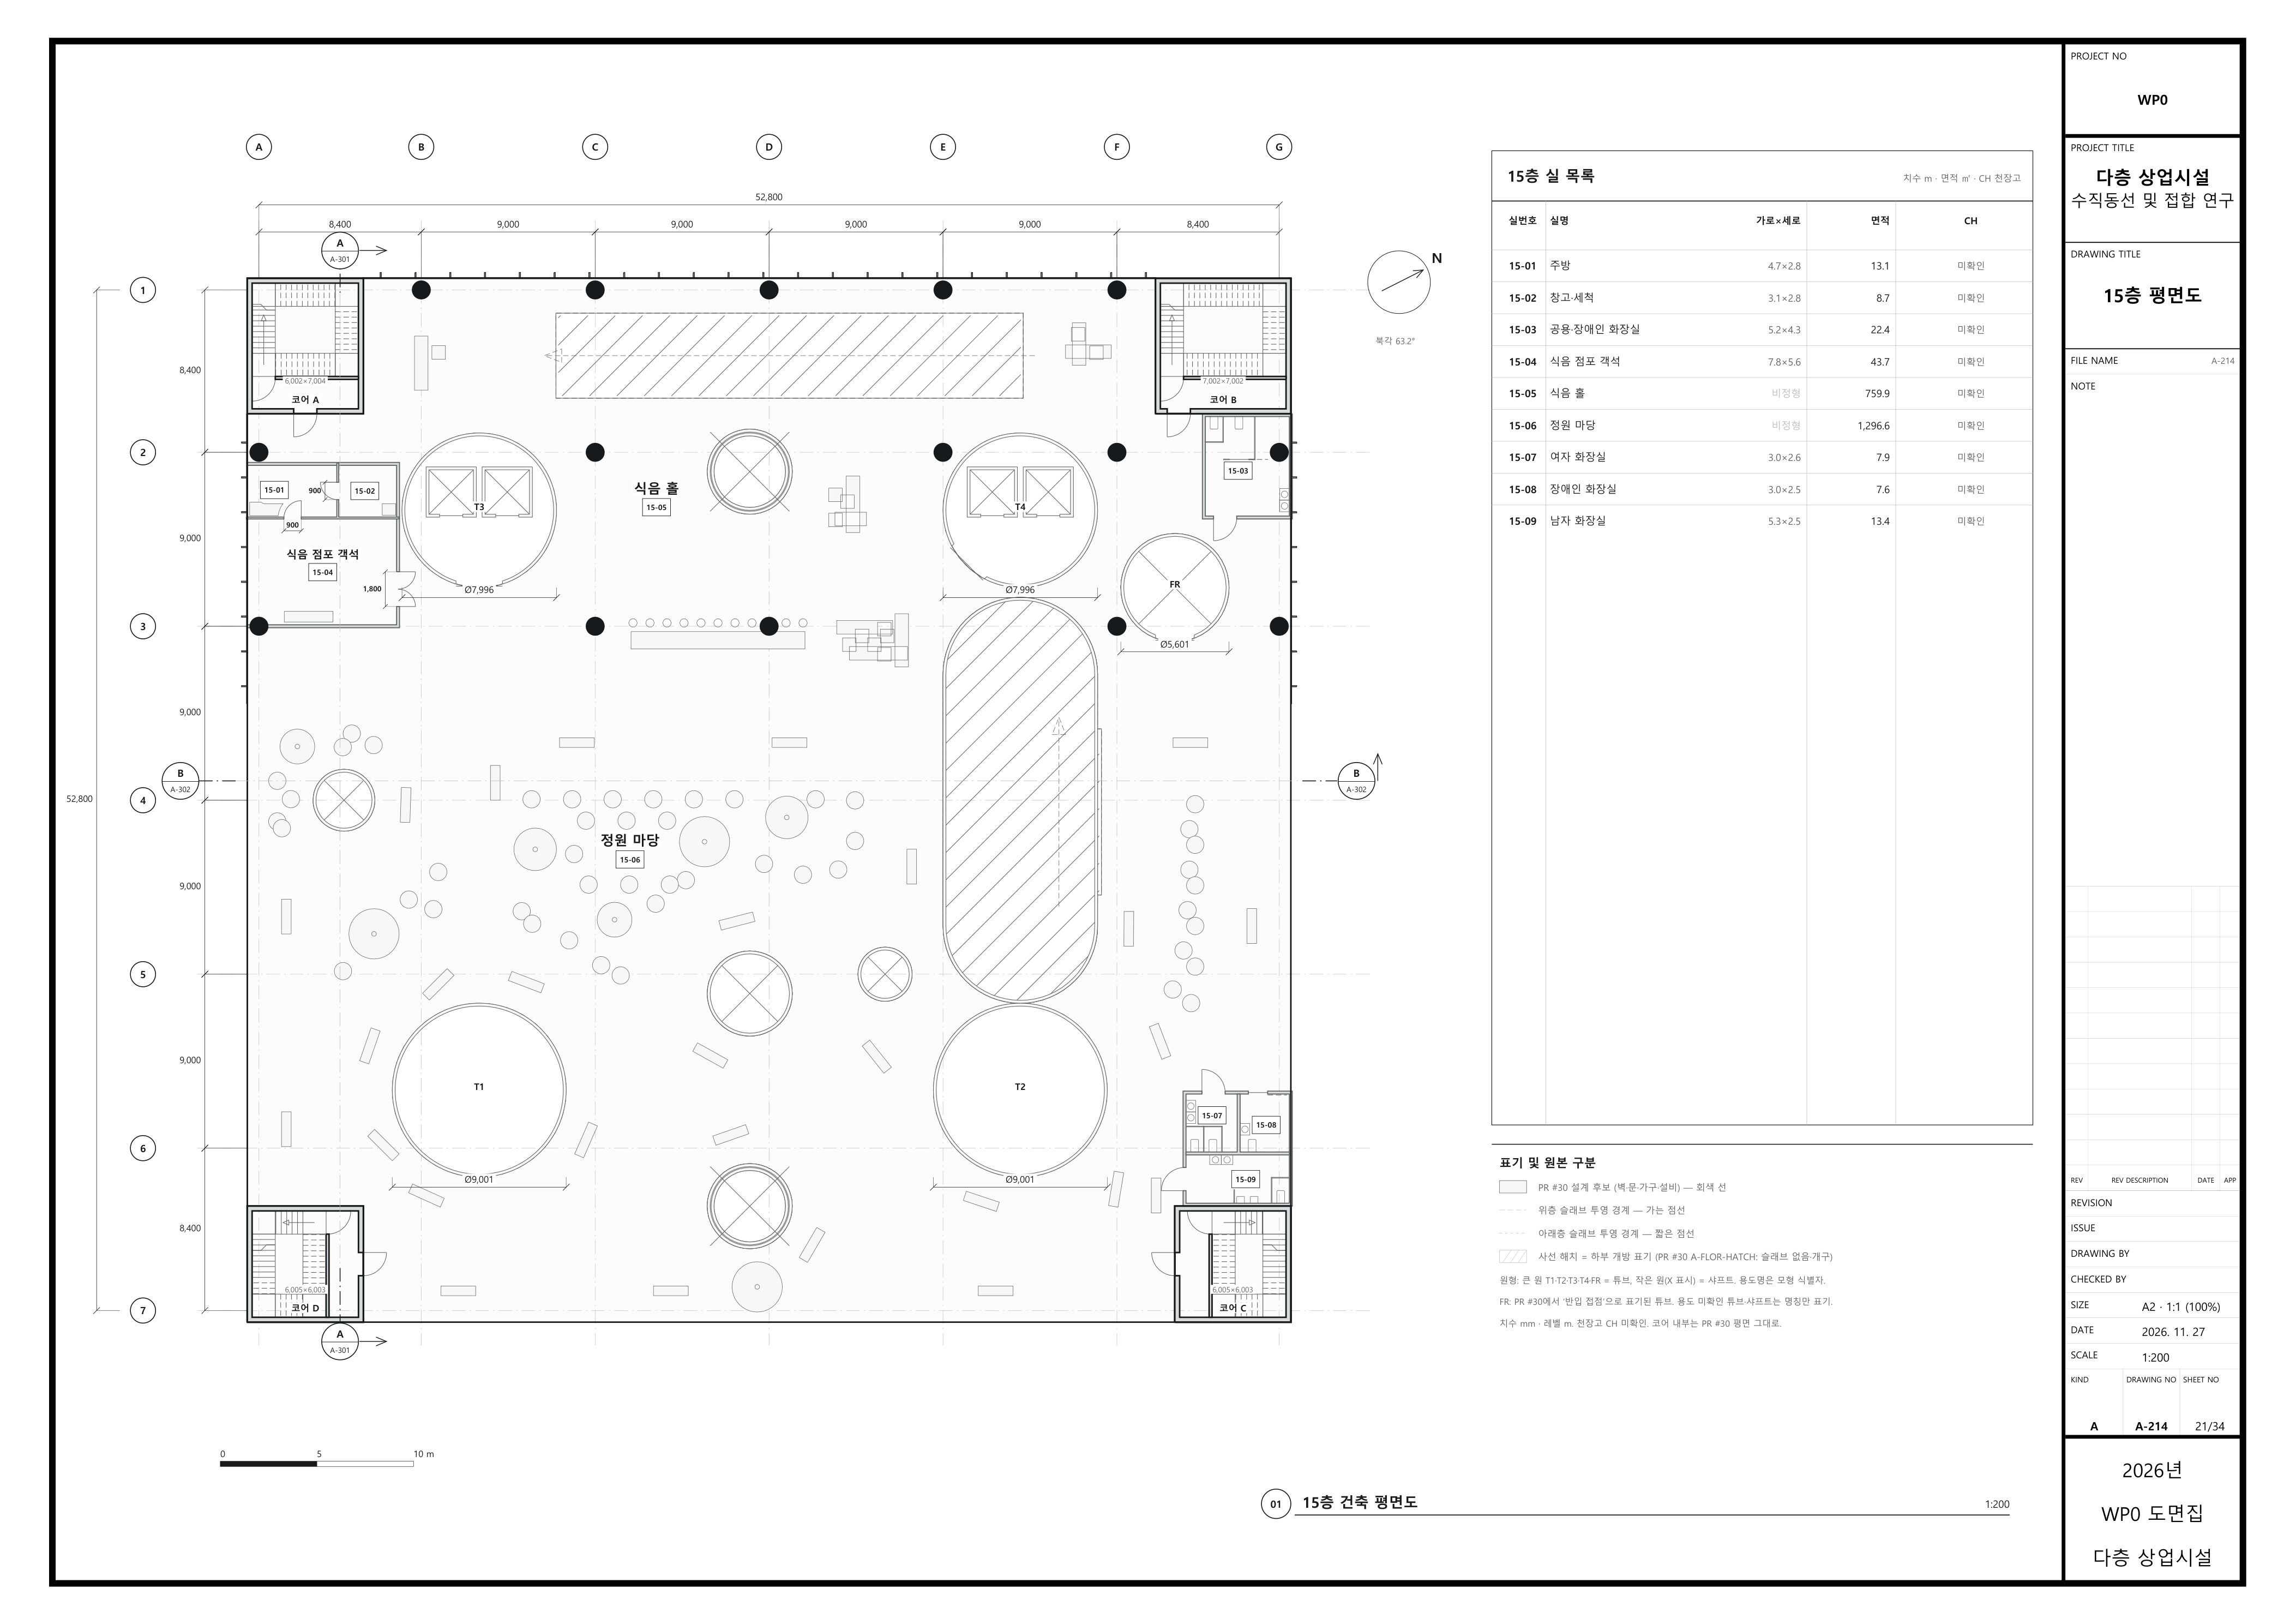 A B C D E F G
52,800
8,400 9,000 9,000 9,000 9,000 8,400
A
A-301
N
북각 63.2°
1
2
3
4
5
6
7
52,800
8,400
9,000
9,000
9,000
9,000
8,400
6,002×7,004
코어 A
7,002×7,002
코어 B
15-01
900
15-02
900
T3
식음 홀
15-05
T4
15-03
식음 점포 객석
15-04
1,800
Ø7,996
Ø7,996
FR
Ø5,601
B
A-302
B
A-302
정원 마당
15-06
T1
T2
Ø9,001
Ø9,001
15-07
15-08
15-09
6,005×6,003
코어 D
6,005×6,003
코어 C
A
A-301
0 5 10 m
01 15층 건축 평면도 1:200
15층 실 목록 치수 m · 면적 ㎡ · CH 천장고
실번호 실명 가로×세로 면적 CH
15-01 주방 4.7×2.8 13.1 미확인
15-02 창고·세척 3.1×2.8 8.7 미확인
15-03 공용·장애인 화장실 5.2×4.3 22.4 미확인
15-04 식음 점포 객석 7.8×5.6 43.7 미확인
15-05 식음 홀 비정형 759.9 미확인
15-06 정원 마당 비정형 1,296.6 미확인
15-07 여자 화장실 3.0×2.6 7.9 미확인
15-08 장애인 화장실 3.0×2.5 7.6 미확인
15-09 남자 화장실 5.3×2.5 13.4 미확인
표기 및 원본 구분
PR #30 설계 후보 (벽·문·가구·설비) — 회색 선
위층 슬래브 투영 경계 — 가는 점선
아래층 슬래브 투영 경계 — 짧은 점선
사선 해치 = 하부 개방 표기 (PR #30 A-FLOR-HATCH: 슬래브 없음·개구)
원형: 큰 원 T1·T2·T3·T4·FR = 튜브, 작은 원(X 표시) = 샤프트. 용도명은 모형 식별자.
FR: PR #30에서 '반입 접점'으로 표기된 튜브. 용도 미확인 튜브·샤프트는 명칭만 표기.
치수 mm · 레벨 m. 천장고 CH 미확인. 코어 내부는 PR #30 평면 그대로.
PROJECT NO
WP0
PROJECT TITLE
다층 상업시설
수직동선 및 접합 연구
DRAWING TITLE
15층 평면도
FILE NAME A-214
NOTE
REV REV DESCRIPTION DATE APP
REVISION
ISSUE
DRAWING BY
CHECKED BY
SIZE A2 · 1:1 (100%)
DATE 2026. 11. 27
SCALE 1:200
KIND DRAWING NO SHEET NO
A A-214 21/34
2026년
WP0 도면집
다층 상업시설